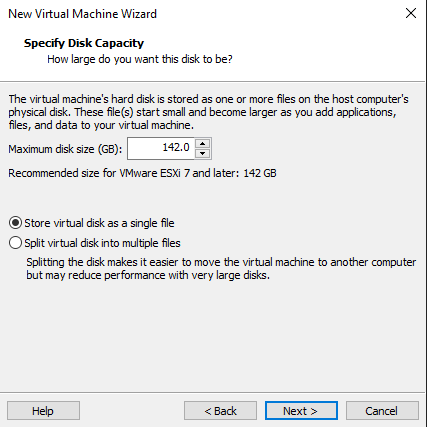 New Virtual Machine Wizard
Specify Disk Capacity
How large do you want this disk to be?
The virtual machine's hard disk is stored as one or more files on the host computer's
physical disk. These file(s) start small and become larger as you add applications,
files, and data to your virtual machine.
Maximum disk size (GB): 142.0
Recommended size for VMware ESXi 7 and later: 142 GB
Store virtual disk as a single file
Split virtual disk into multiple files
Splitting the disk makes it easier to move the virtual machine to another computer
but may reduce performance with very large disks.
Help < Back Next > Cancel